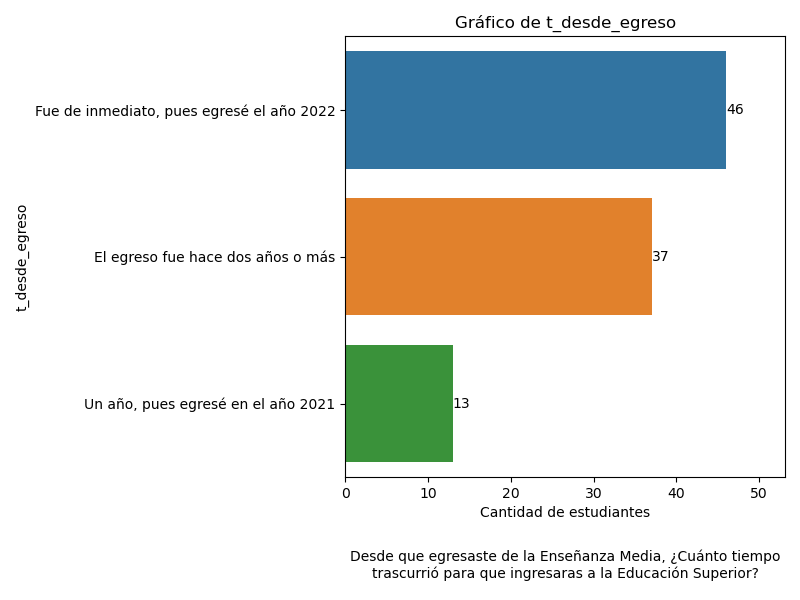 Gráfico de t_desde_egreso
Fue de inmediato, pues egresé el año 2022
46
El egreso fue hace dos años o más
37
Un año, pues egresé en el año 2021
13
t_desde_egreso
0 10 20 30 40 50
Cantidad de estudiantes
Desde que egresaste de la Enseñanza Media, ¿Cuánto tiempo
trascurrió para que ingresaras a la Educación Superior?